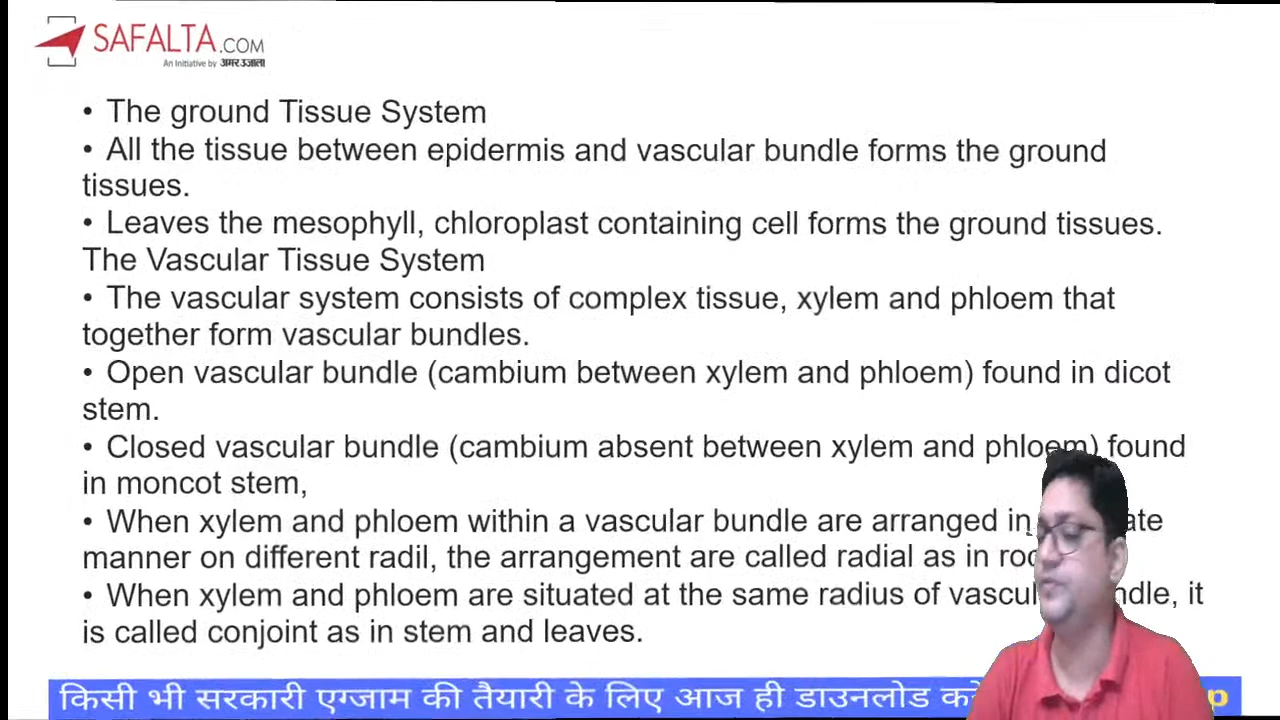 SAFALTA.COM
An Initiative by अमर उजाला
• The ground Tissue System
• All the tissue between epidermis and vascular bundle forms the ground
tissues.
• Leaves the mesophyll, chloroplast containing cell forms the ground tissues.
The Vascular Tissue System
• The vascular system consists of complex tissue, xylem and phloem that
together form vascular bundles.
• Open vascular bundle (cambium between xylem and phloem) found in dicot
stem.
• Closed vascular bundle (cambium absent between xylem and phloem) found
in moncot stem,
• When xylem and phloem within a vascular bundle are arranged in
manner on different radil, the arrangement are called radial as in
• When xylem and phloem are situated at the same radius of it
is called conjoint as in stem and leaves.
किसी भी सरकारी एग्जाम की तैयारी के लिए आज ही डाउनलोड